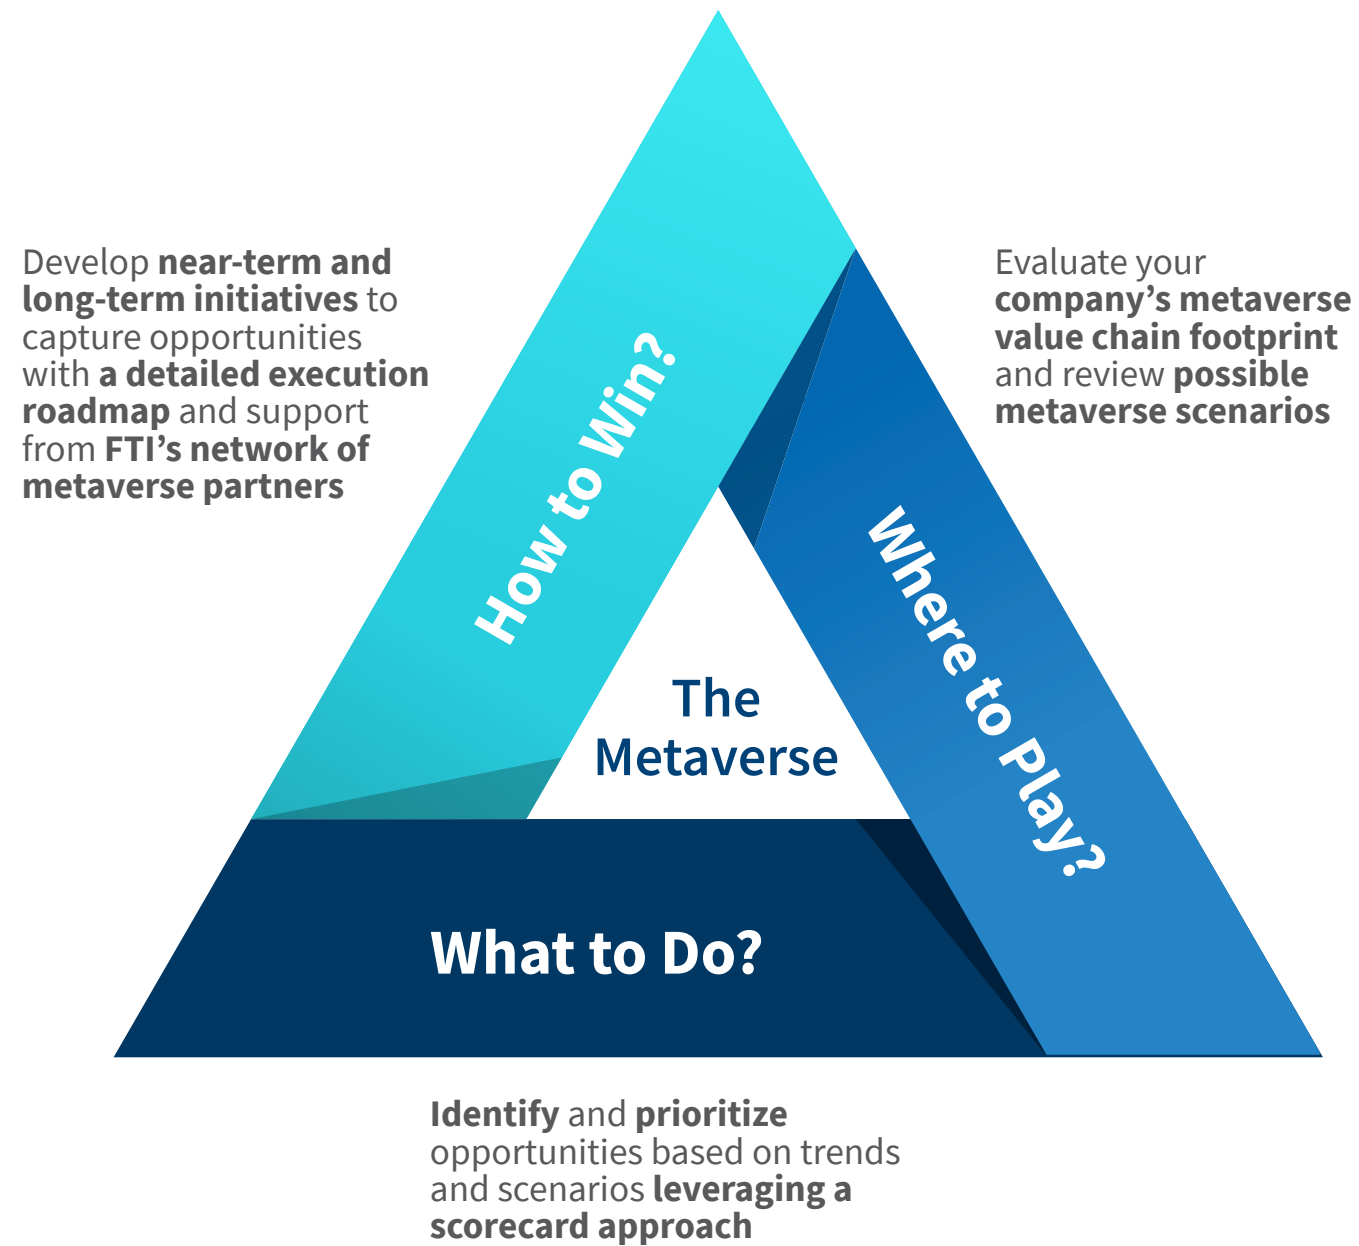 Develop near-term and
long-term initiatives to
capture opportunities
with a detailed execution
roadmap and support
from FTI’s network of
metaverse partners
How to Win?
Evaluate your
company’s metaverse
value chain footprint
and review possible
metaverse scenarios
Where to Play?
The
Metaverse
What to Do?
Identify and prioritize
opportunities based on trends
and scenarios leveraging a
scorecard approach